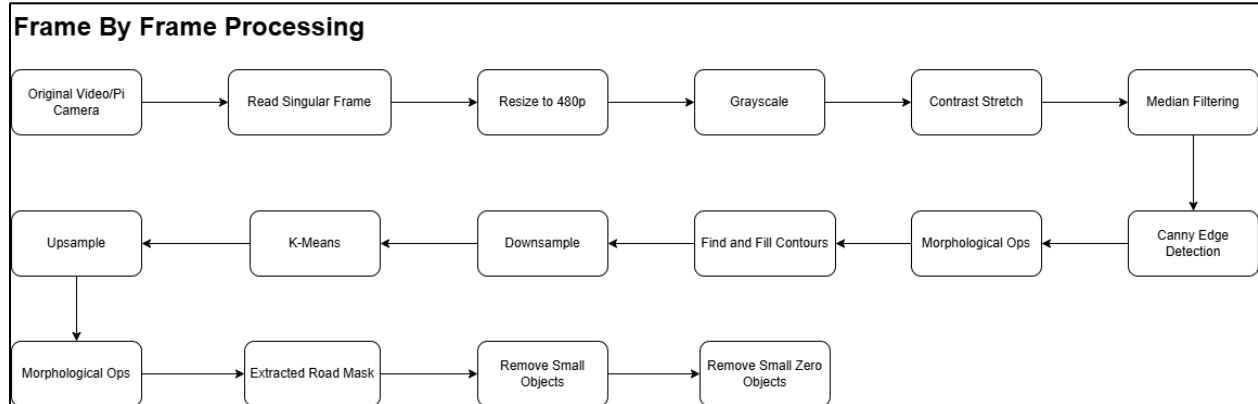 Frame By Frame Processing
Original Video/Pi
Camera
Read Singular Frame
Resize to 480p
Grayscale
Contrast Stretch
Median Filtering
Canny Edge
Detection
Morphological Ops
Find and Fill Contours
Downsample
K-Means
Upsample
Morphological Ops
Extracted Road Mask
Remove Small
Objects
Remove Small Zero
Objects